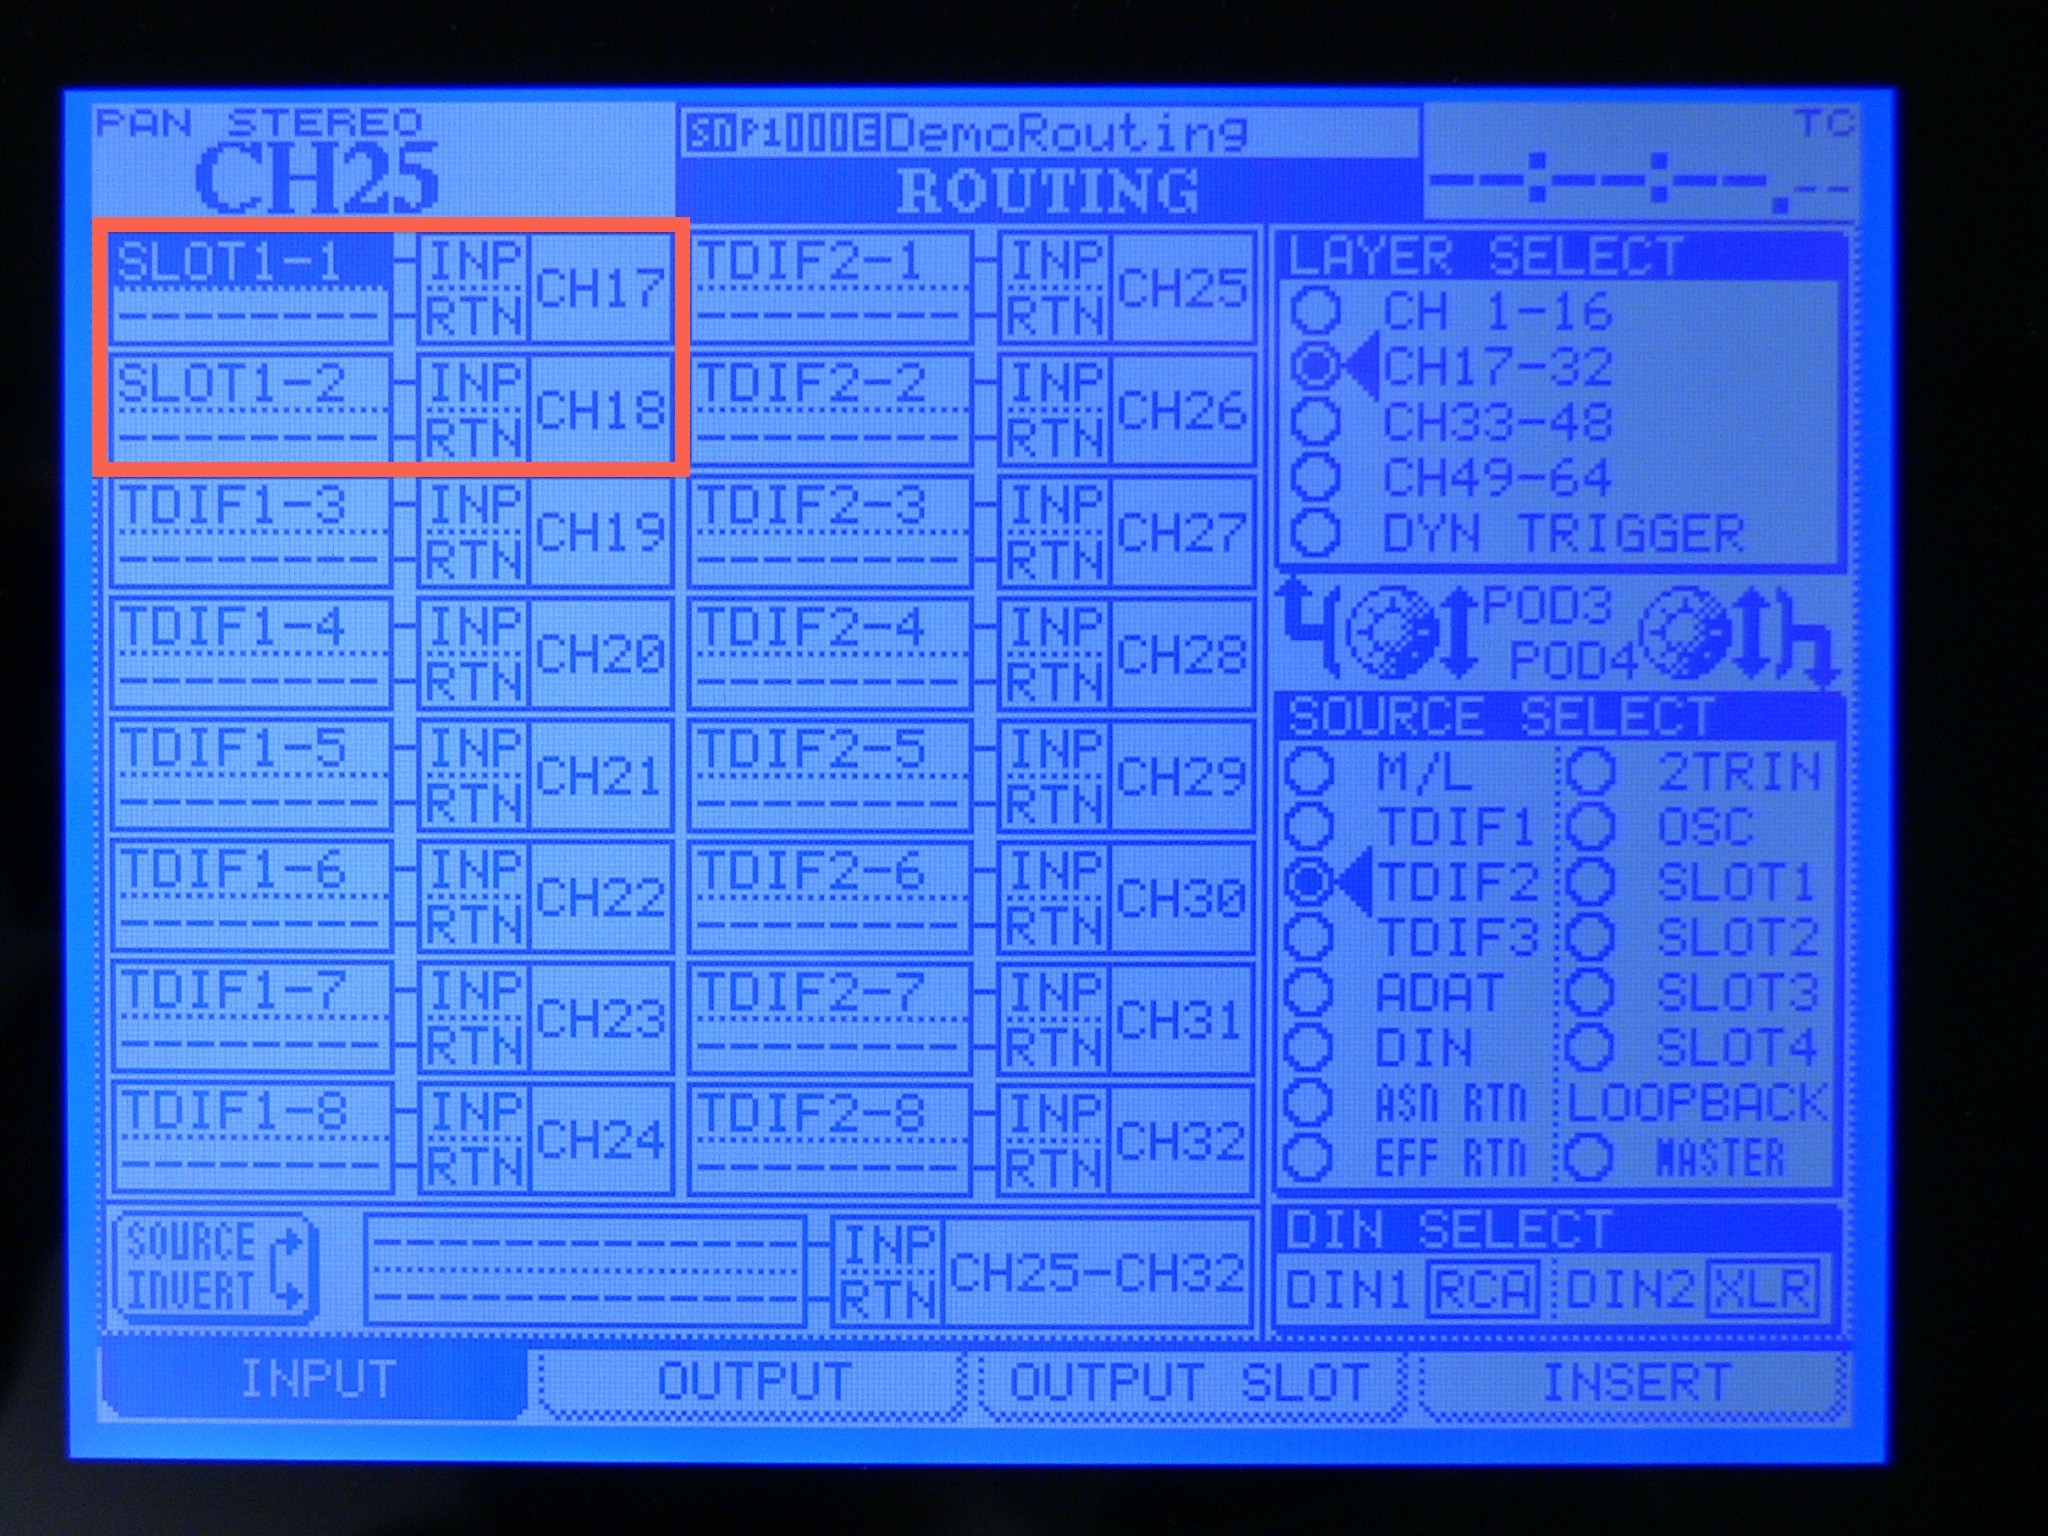 PAN STEREO
CH25
P1 DemoRouting
ROUTING
TC
--:--:--.--
SLOT1-1 INP CH17
-------- RTN
SLOT1-2 INP CH18
-------- RTN
TDIF1-3 INP CH19
-------- RTN
TDIF1-4 INP CH20
-------- RTN
TDIF1-5 INP CH21
-------- RTN
TDIF1-6 INP CH22
-------- RTN
TDIF1-7 INP CH23
-------- RTN
TDIF1-8 INP CH24
-------- RTN
TDIF2-1 INP CH25
-------- RTN
TDIF2-2 INP CH26
-------- RTN
TDIF2-3 INP CH27
-------- RTN
TDIF2-4 INP CH28
-------- RTN
TDIF2-5 INP CH29
-------- RTN
TDIF2-6 INP CH30
-------- RTN
TDIF2-7 INP CH31
-------- RTN
TDIF2-8 INP CH32
-------- RTN
LAYER SELECT
CH 1-16
CH17-32
CH33-48
CH49-64
DYN TRIGGER
POD3
POD4
SOURCE SELECT
M/L 2TRIN
TDIF1 OSC
TDIF2 SLOT1
TDIF3 SLOT2
ADAT SLOT3
DIN SLOT4
ASN RTN LOOPBACK
EFF RTN MASTER
SOURCE
INVERT
------------- INP CH25-CH32
------------- RTN
DIN SELECT
DIN1 RCA DIN2 XLR
INPUT OUTPUT OUTPUT SLOT INSERT